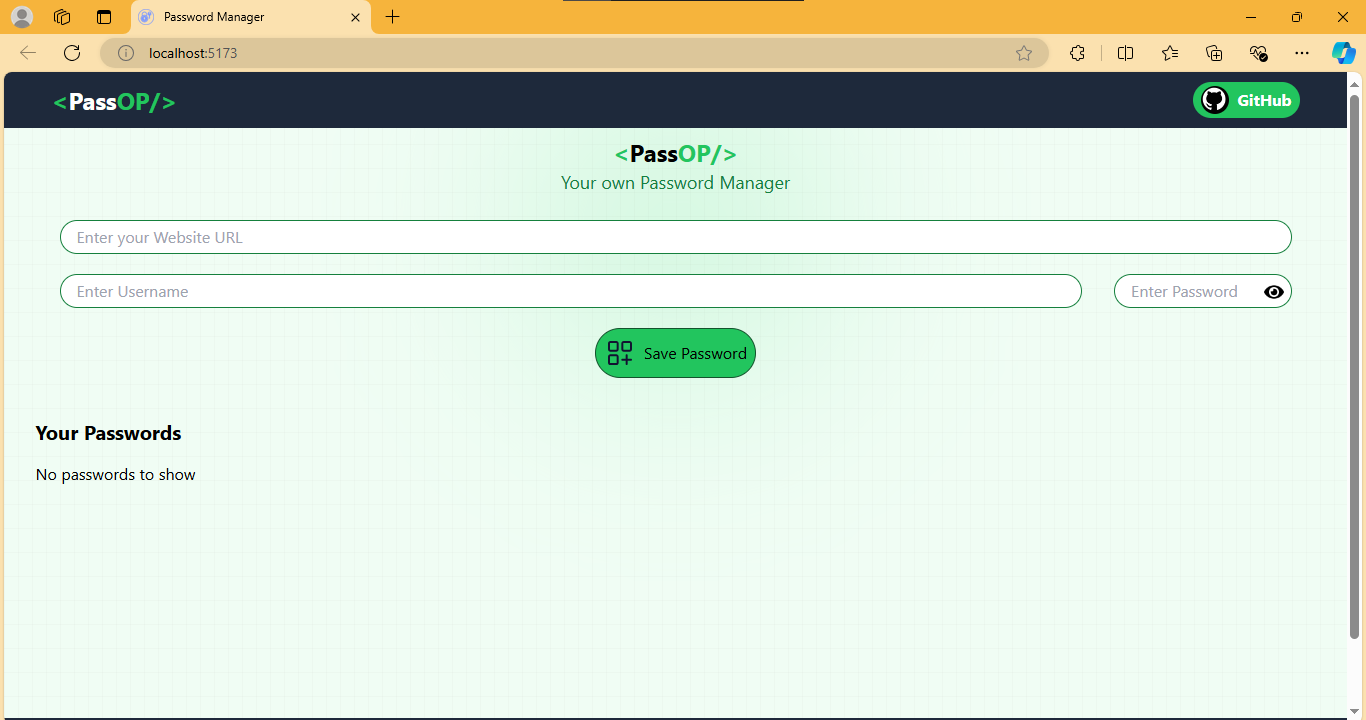 Password Manager
localhost:5173
<PassOP/>
GitHub
<PassOP/>
Your own Password Manager
Enter your Website URL
Enter Username
Enter Password
Save Password
Your Passwords
No passwords to show